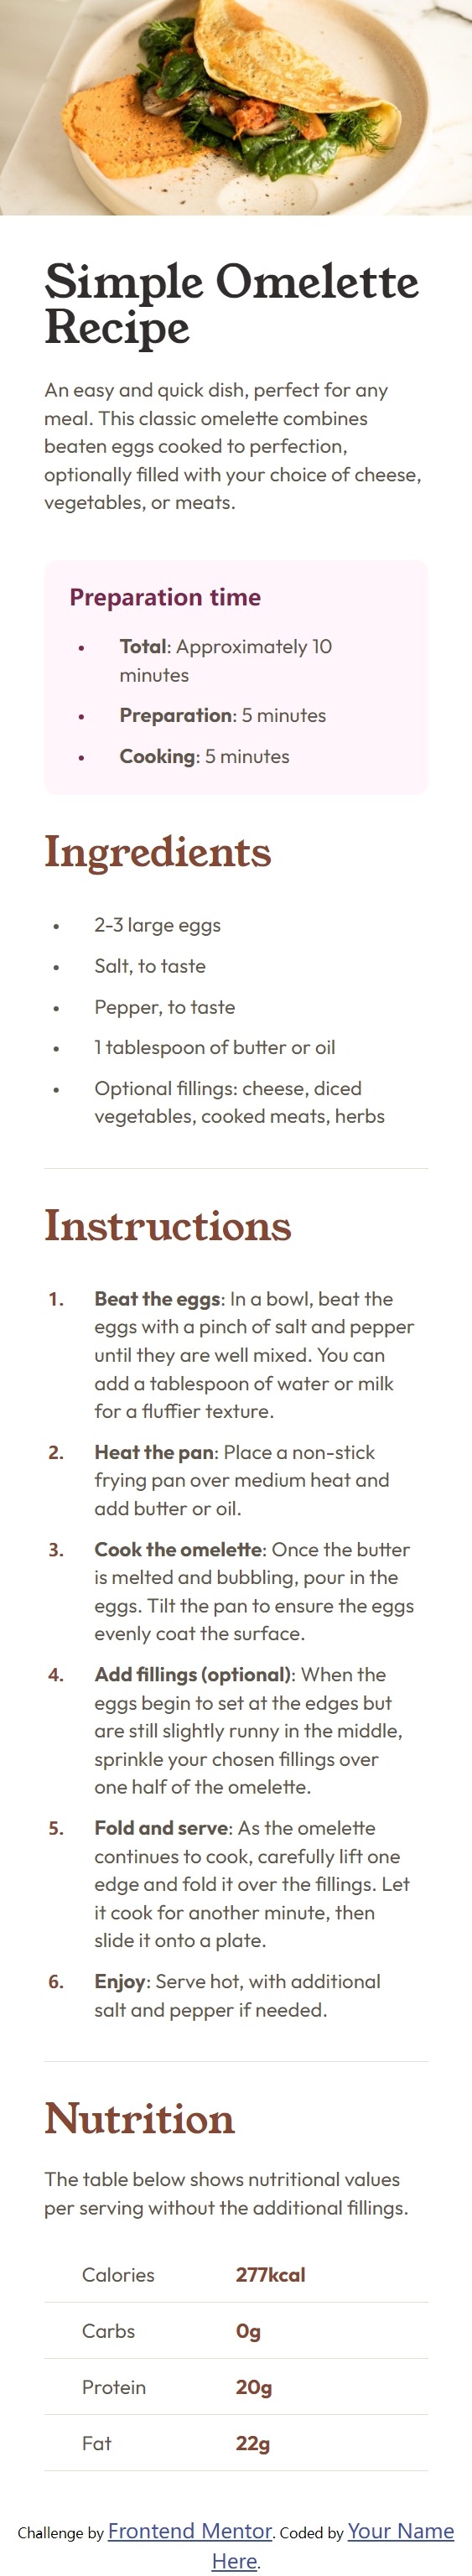 Simple Omelette
Recipe
An easy and quick dish, perfect for any
meal. This classic omelette combines
beaten eggs cooked to perfection,
optionally filled with your choice of cheese,
vegetables, or meats.
Preparation time
• Total: Approximately 10
minutes
• Preparation: 5 minutes
• Cooking: 5 minutes
Ingredients
• 2-3 large eggs
• Salt, to taste
• Pepper, to taste
• 1 tablespoon of butter or oil
• Optional fillings: cheese, diced
vegetables, cooked meats, herbs
Instructions
1. Beat the eggs: In a bowl, beat the
eggs with a pinch of salt and pepper
until they are well mixed. You can
add a tablespoon of water or milk
for a fluffier texture.
2. Heat the pan: Place a non-stick
frying pan over medium heat and
add butter or oil.
3. Cook the omelette: Once the butter
is melted and bubbling, pour in the
eggs. Tilt the pan to ensure the eggs
evenly coat the surface.
4. Add fillings (optional): When the
eggs begin to set at the edges but
are still slightly runny in the middle,
sprinkle your chosen fillings over
one half of the omelette.
5. Fold and serve: As the omelette
continues to cook, carefully lift one
edge and fold it over the fillings. Let
it cook for another minute, then
slide it onto a plate.
6. Enjoy: Serve hot, with additional
salt and pepper if needed.
Nutrition
The table below shows nutritional values
per serving without the additional fillings.
Calories 277kcal
Carbs 0g
Protein 20g
Fat 22g
Challenge by Frontend Mentor. Coded by Your Name
Here.